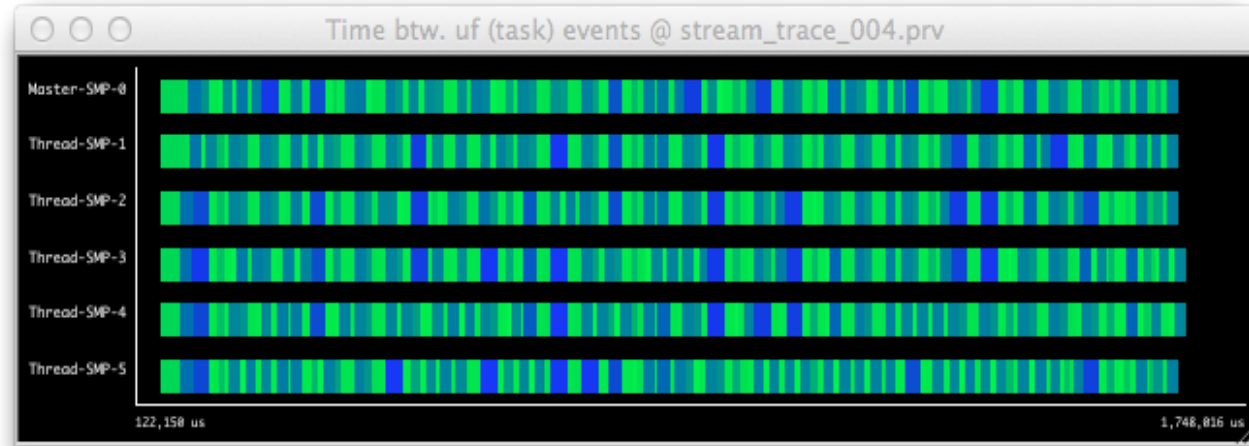 Time btw. uf (task) events @ stream_trace_004.prv
Master-SMP-0
Thread-SMP-1
Thread-SMP-2
Thread-SMP-3
Thread-SMP-4
Thread-SMP-5
122,150 us 1,748,016 us